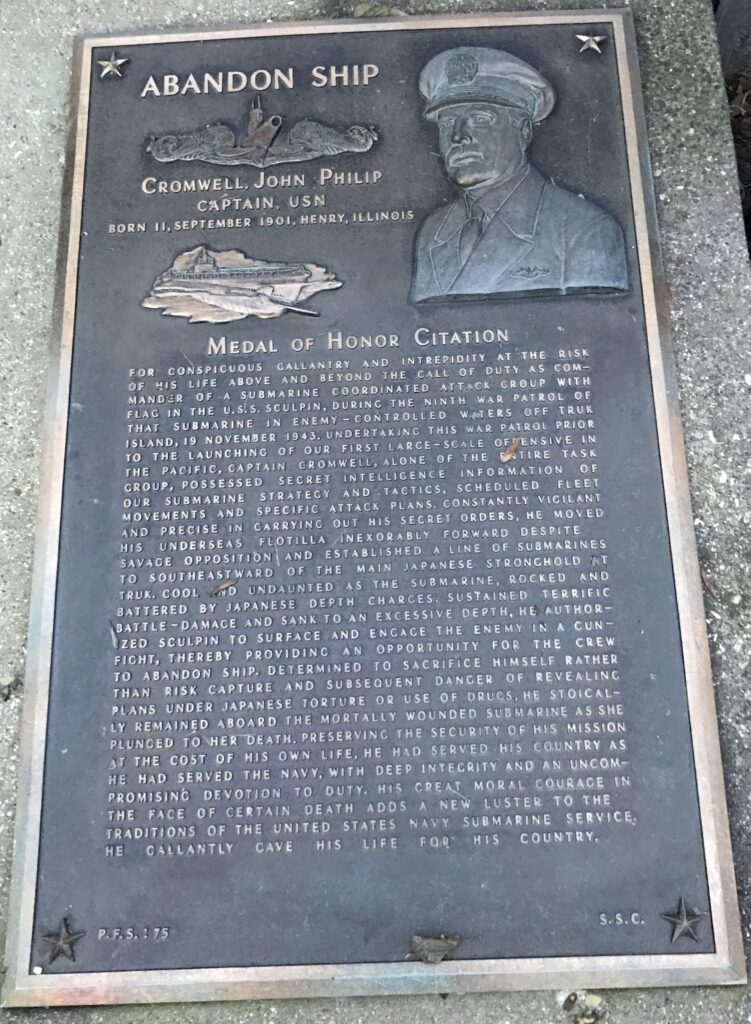 ABANDON SHIP
CROMWELL, JOHN PHILIP
CAPTAIN, USN
BORN 11, SEPTEMBER 1901, HENRY, ILLINOIS
MEDAL OF HONOR CITATION
FOR CONSPICUOUS GALLANTRY AND INTREPIDITY AT THE RISK
OF HIS LIFE ABOVE AND BEYOND THE CALL OF DUTY AS COM-
MANDER OF A SUBMARINE COORDINATED ATTACK GROUP WITH
FLAG IN THE U.S.S. SCULPIN, DURING THE NINTH WAR PATROL OF
THAT SUBMARINE IN ENEMY-CONTROLLED WATERS OFF TRUK
ISLAND, 19 NOVEMBER 1943. UNDERTAKING THIS WAR PATROL PRIOR
TO THE LAUNCHING OF OUR FIRST LARGE-SCALE OFFENSIVE IN
THE PACIFIC, CAPTAIN CROMWELL, ALONE OF THE ENTIRE TASK
GROUP, POSSESSED SECRET INTELLIGENCE INFORMATION OF
OUR SUBMARINE STRATEGY AND TACTICS, SCHEDULED FLEET
MOVEMENTS AND SPECIFIC ATTACK PLANS. CONSTANTLY VIGILANT
AND PRECISE IN CARRYING OUT HIS SECRET ORDERS, HE MOVED
HIS UNDERSEAS FLOTILLA INEXORABLY FORWARD DESPITE
SAVAGE OPPOSITION AND ESTABLISHED A LINE OF SUBMARINES
TO SOUTHEASTWARD OF THE MAIN JAPANESE STRONGHOLD AT
TRUK. COOL AND UNDAUNTED AS THE SUBMARINE, ROCKED AND
BATTERED BY JAPANESE DEPTH CHARGES, SUSTAINED TERRIFIC
BATTLE-DAMAGE AND SANK TO AN EXCESSIVE DEPTH, HE AUTHOR-
IZED SCULPIN TO SURFACE AND ENGAGE THE ENEMY IN A GUN-
FIGHT, THEREBY PROVIDING AN OPPORTUNITY FOR THE CREW
TO ABANDON SHIP. DETERMINED TO SACRIFICE HIMSELF RATHER
THAN RISK CAPTURE AND SUBSEQUENT DANGER OF REVEALING
PLANS UNDER JAPANESE TORTURE OR USE OF DRUGS, HE STOICAL-
LY REMAINED ABOARD THE MORTALLY WOUNDED SUBMARINE AS SHE
PLUNGED TO HER DEATH. PRESERVING THE SECURITY OF HIS MISSION
AT THE COST OF HIS OWN LIFE, HE HAD SERVED HIS COUNTRY AS
HE HAD SERVED THE NAVY, WITH DEEP INTEGRITY AND AN UNCOM-
PROMISING DEVOTION TO DUTY. HIS GREAT MORAL COURAGE IN
THE FACE OF CERTAIN DEATH ADDS A NEW LUSTER TO THE
TRADITIONS OF THE UNITED STATES NAVY SUBMARINE SERVICE.
HE GALLANTLY GAVE HIS LIFE FOR HIS COUNTRY.
P.F.S. : 75
S.S.C.